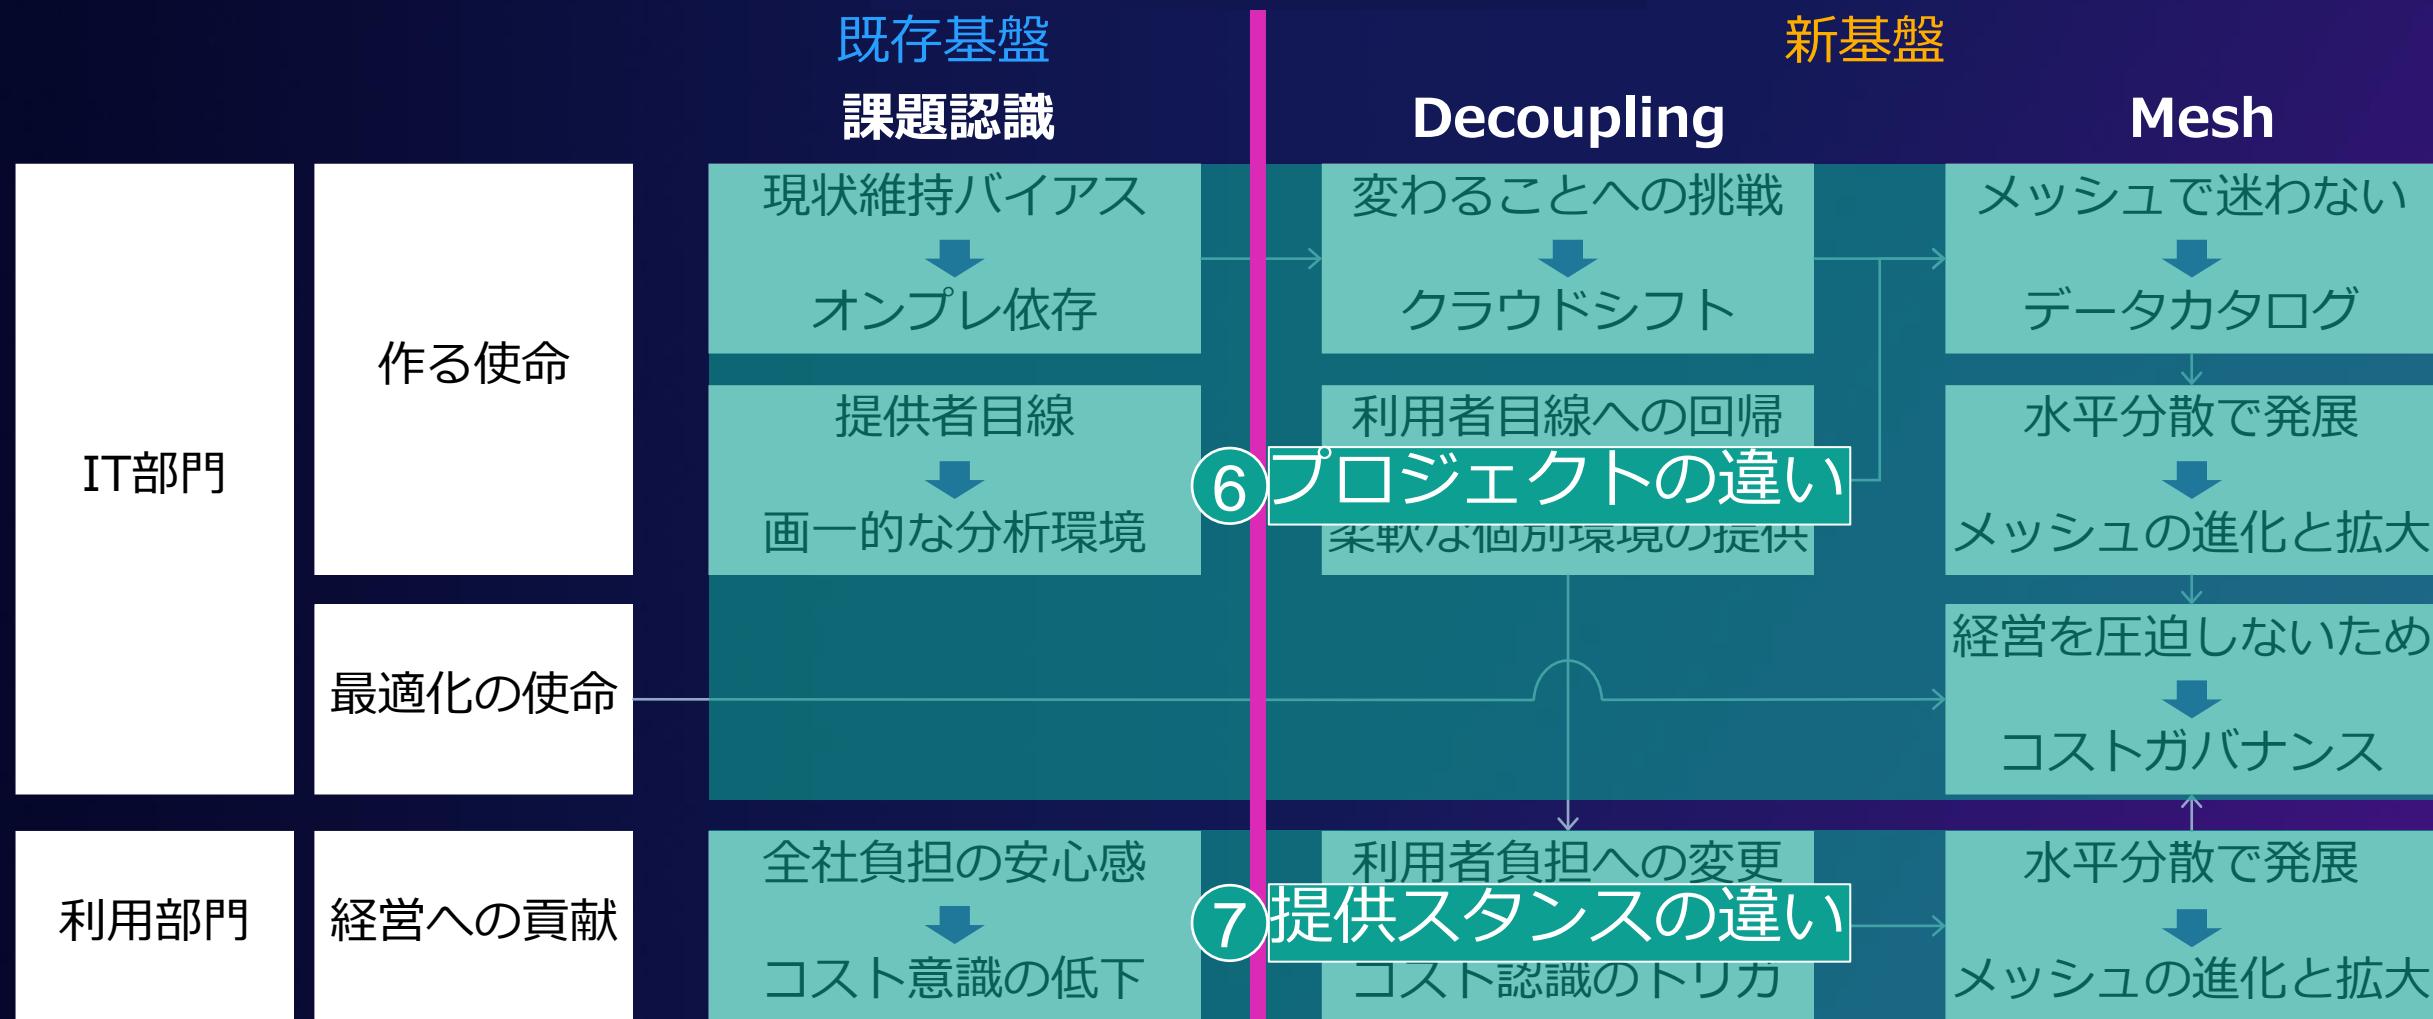 既存基盤
新基盤
課題認識
Decoupling
Mesh
IT部門
作る使命
現状維持バイアス
オンプレ依存
変わることへの挑戦
クラウドシフト
メッシュで迷わない
データカタログ
提供者目線
画一的な分析環境
利用者目線への回帰
⑥プロジェクトの違い
柔軟な個別環境の提供
水平分散で発展
メッシュの進化と拡大
最適化の使命
経営を圧迫しないため
コストガバナンス
利用部門
経営への貢献
全社負担の安心感
コスト意識の低下
利用者負担への変更
⑦提供スタンスの違い
コスト認識のトリガ
水平分散で発展
メッシュの進化と拡大